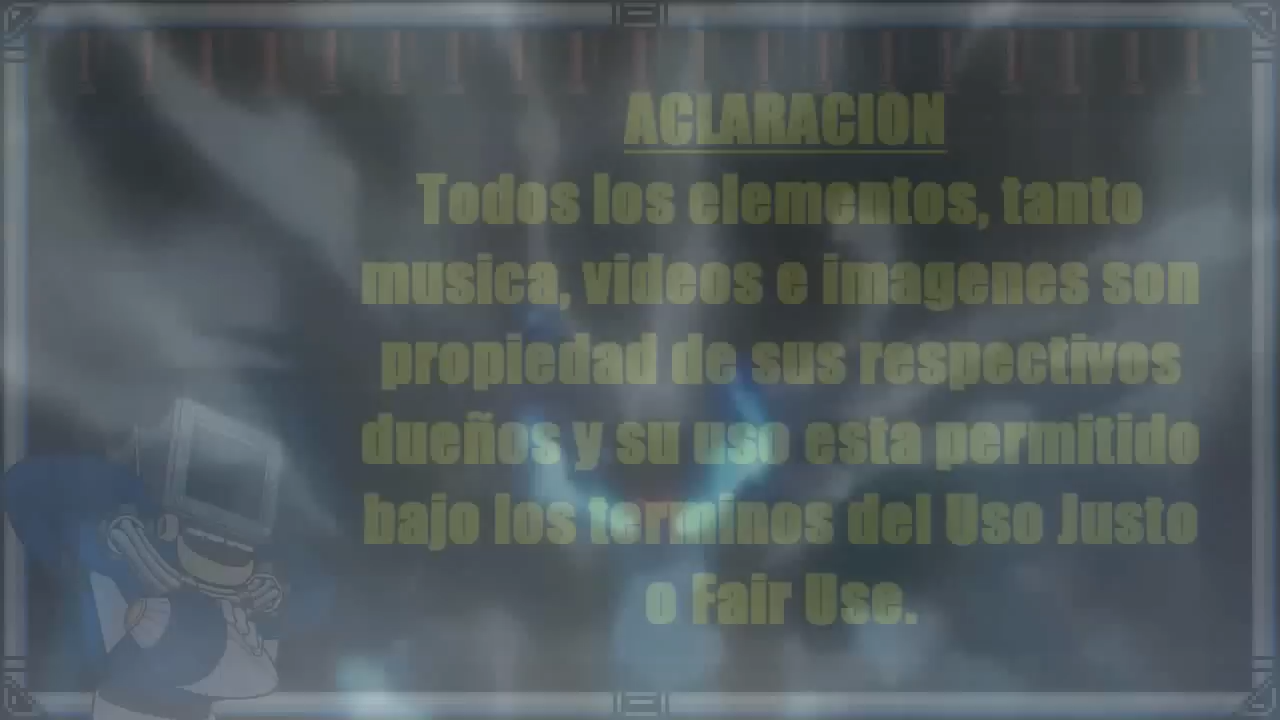 ACLARACION
Todos los elementos, tanto
musica, videos e imagenes son
propiedad de sus respectivos
dueños y su uso esta permitido
bajo los terminos del Uso Justo
o Fair Use.